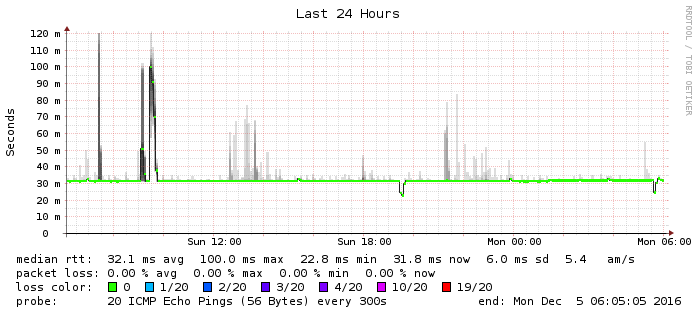 Last 24 Hours
RRDTOOL / TOBI OETIKER
Seconds
120 m
110 m
100 m
90 m
80 m
70 m
60 m
50 m
40 m
30 m
20 m
10 m
0
Sun 12:00 Sun 18:00 Mon 00:00 Mon 06:00
median rtt: 32.1 ms avg 100.0 ms max 22.8 ms min 31.8 ms now 6.0 ms sd 5.4 am/s
packet loss: 0.00 % avg 0.00 % max 0.00 % min 0.00 % now
loss color: 0 1/20 2/20 3/20 4/20 10/20 19/20
probe: 20 ICMP Echo Pings (56 Bytes) every 300s end: Mon Dec 5 06:05:05 2016